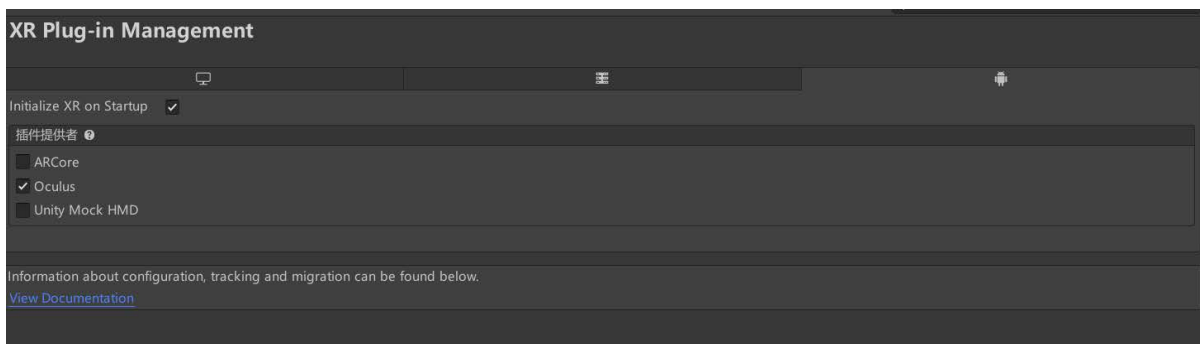 XR Plug-in Management
Initialize XR on Startup
插件提供者
ARCore
Oculus
Unity Mock HMD
Information about configuration, tracking and migration can be found below.
View Documentation